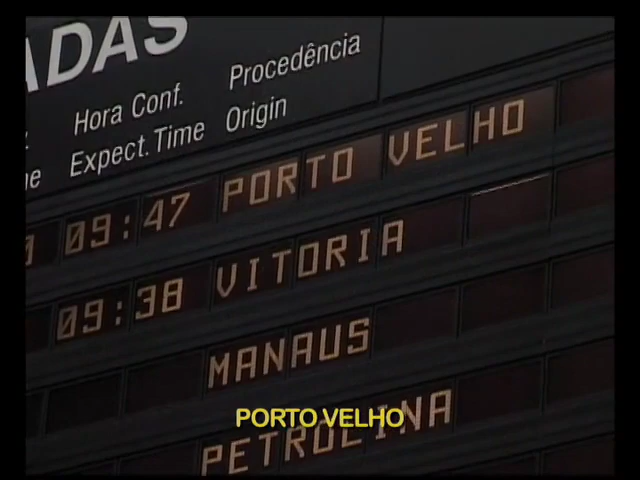 ADAS
Hora Conf. Procedência
Expect. Time Origin
09:47 PORTO VELHO
09:38 VITORIA
MANAUS
PETROLINA
PORTO VELHO